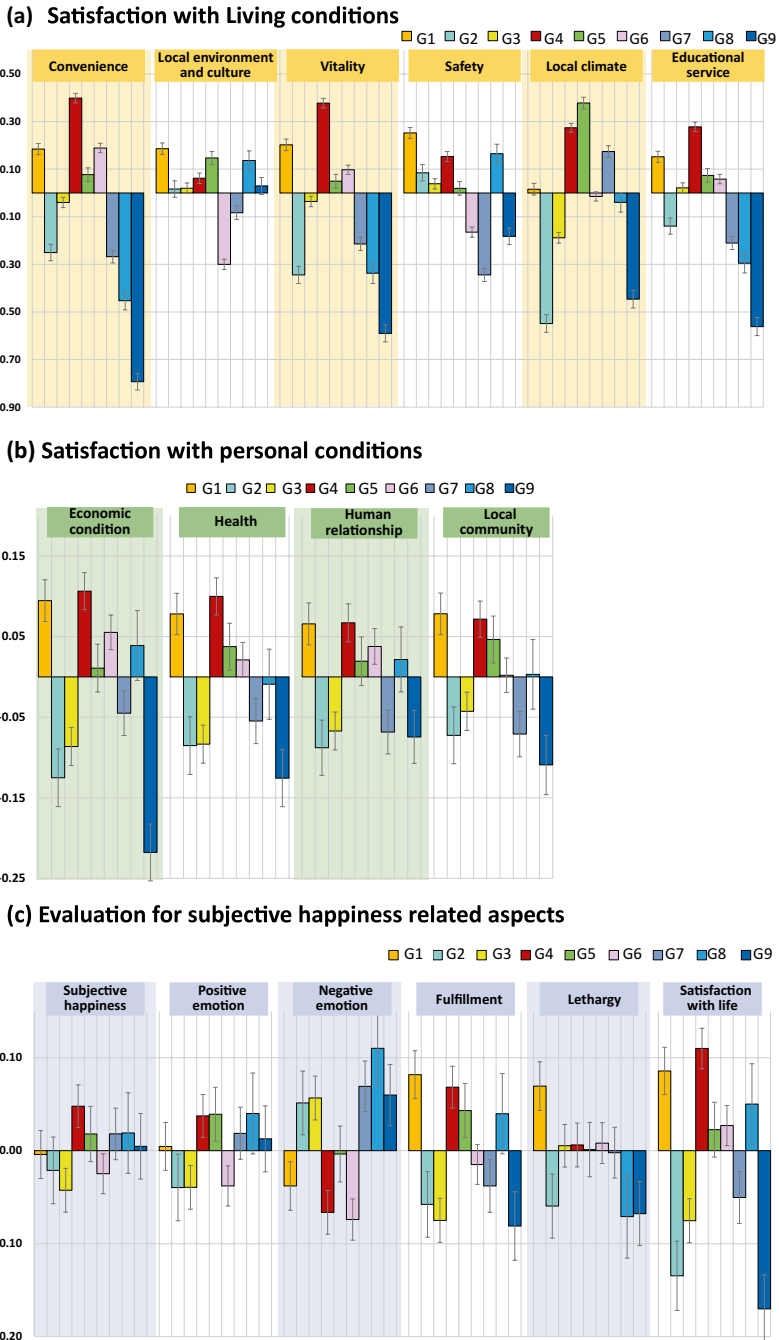 (a) Satisfaction with Living conditions
G1 G2 G3 G4 G5 G6 G7 G8 G9
Convenience
Local environment
and culture
Vitality
Safety
Local climate
Educational
service
0.50
0.30
0.10
0.10
0.30
0.50
0.70
0.90
(b) Satisfaction with personal conditions
G1 G2 G3 G4 G5 G6 G7 G8 G9
Economic
condition
Health
Human
relationship
Local
community
0.15
0.05
-0.05
-0.15
-0.25
(c) Evaluation for subjective happiness related aspects
G1 G2 G3 G4 G5 G6 G7 G8 G9
Subjective
happiness
Positive
emotion
Negative
emotion
Fulfillment
Lethargy
Satisfaction
with life
0.10
0.00
0.10
0.20